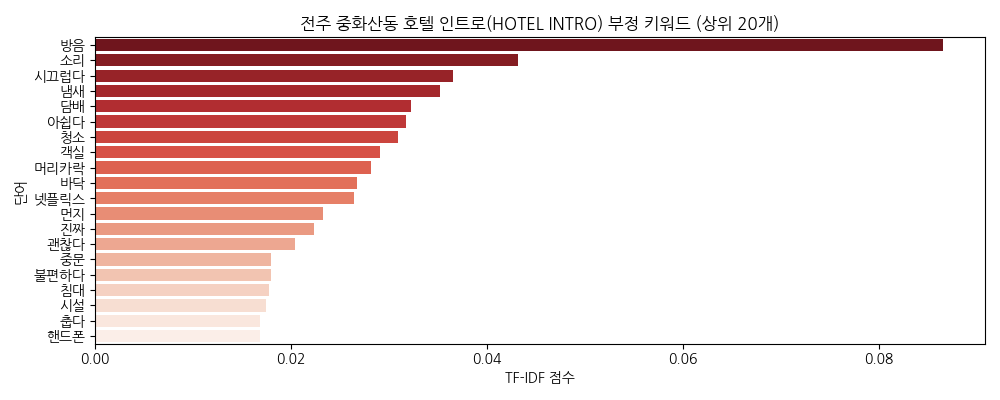 전주 중화산동 호텔 인트로(HOTEL INTRO) 부정 키워드 (상위 20개)
단어
방음
소리
시끄럽다
냄새
담배
아쉽다
청소
객실
머리카락
바닥
넷플릭스
먼지
진짜
괜찮다
중문
불편하다
침대
시설
춥다
핸드폰
0.00 0.02 0.04 0.06 0.08
TF-IDF 점수